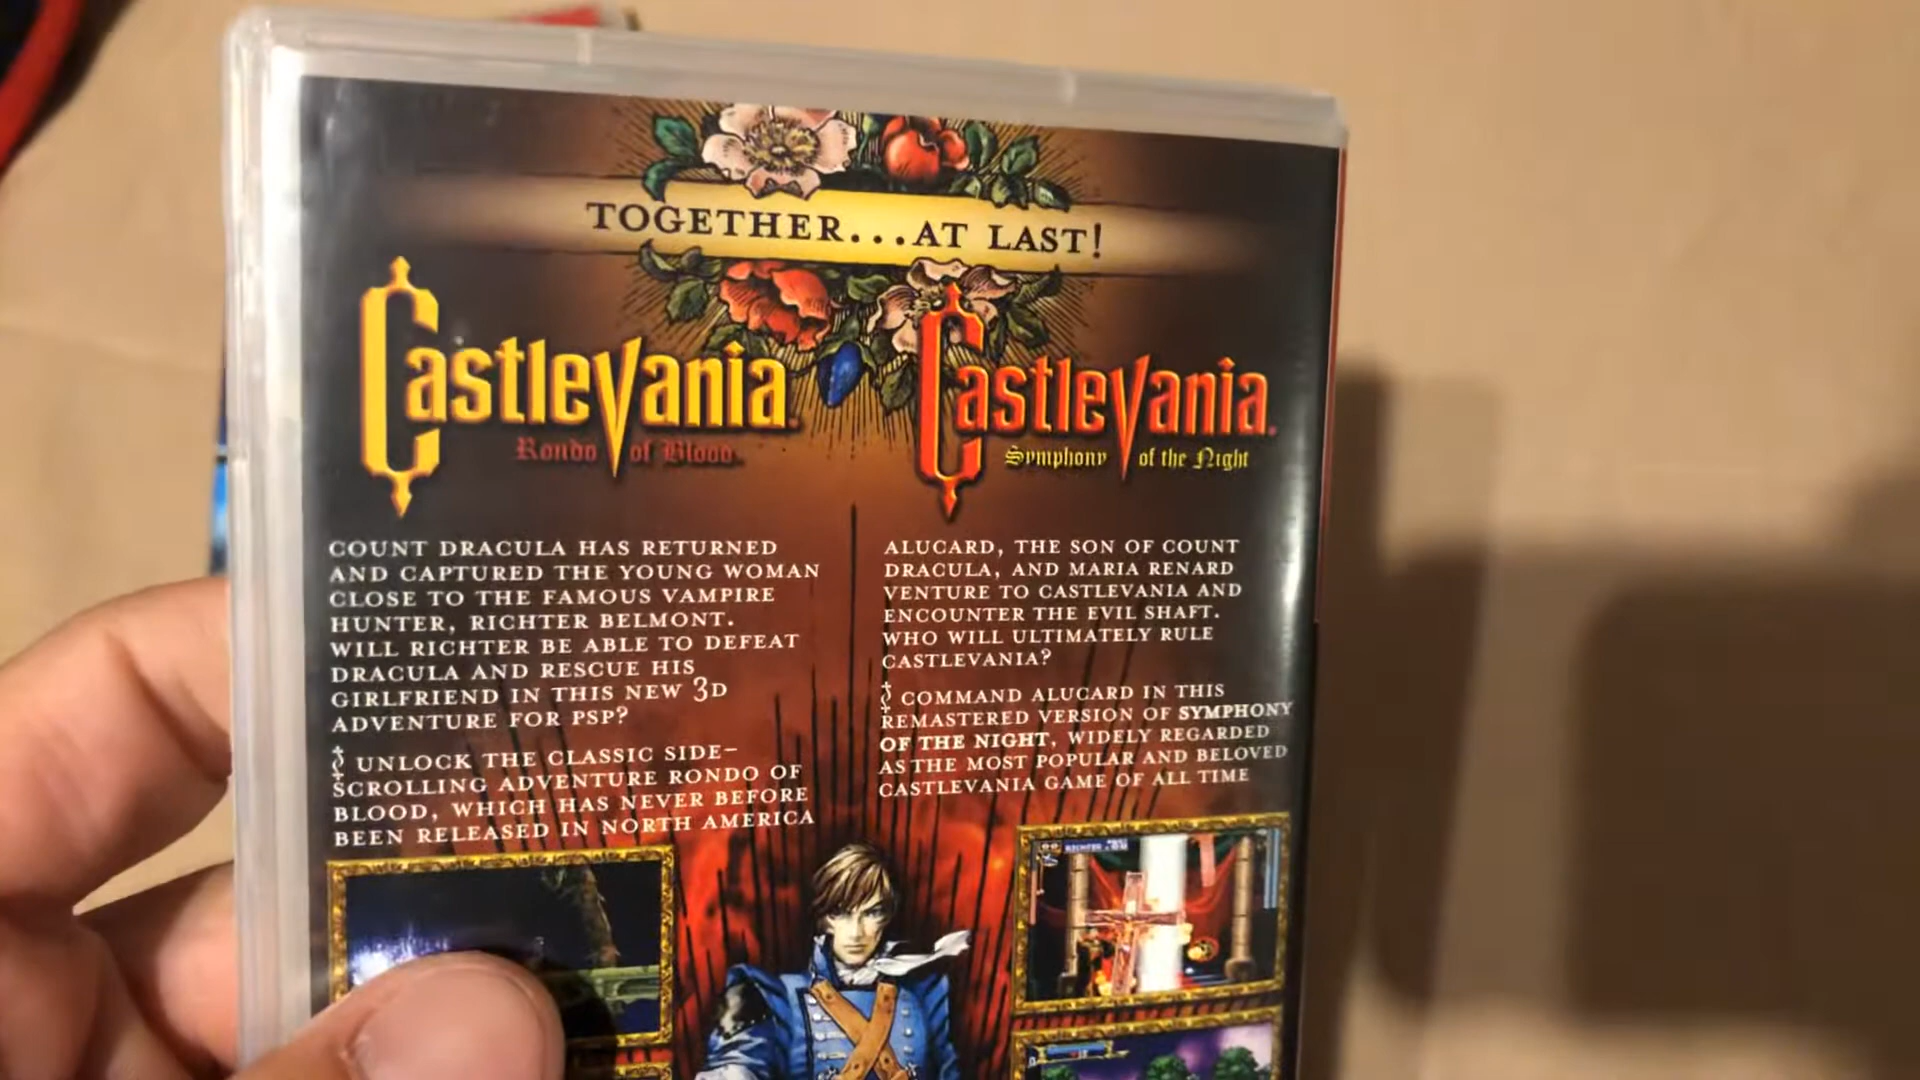 TOGETHER...AT LAST!
Castlevania
Rondo of Blood
Castlevania
Symphony of the Night
COUNT DRACULA HAS RETURNED
AND CAPTURED THE YOUNG WOMAN
CLOSE TO THE FAMOUS VAMPIRE
HUNTER, RICHTER BELMONT.
WILL RICHTER BE ABLE TO DEFEAT
DRACULA AND RESCUE HIS
GIRLFRIEND IN THIS NEW 3D
ADVENTURE FOR PSP?
UNLOCK THE CLASSIC SIDE-
SCROLLING ADVENTURE RONDO OF
BLOOD, WHICH HAS NEVER BEFORE
BEEN RELEASED IN NORTH AMERICA
ALUCARD, THE SON OF COUNT
DRACULA, AND MARIA RENARD
VENTURE TO CASTLEVANIA AND
ENCOUNTER THE EVIL SHAFT.
WHO WILL ULTIMATELY RULE
CASTLEVANIA?
COMMAND ALUCARD IN THIS
REMASTERED VERSION OF SYMPHONY
OF THE NIGHT, WIDELY REGARDED
AS THE MOST POPULAR AND BELOVED
CASTLEVANIA GAME OF ALL TIME